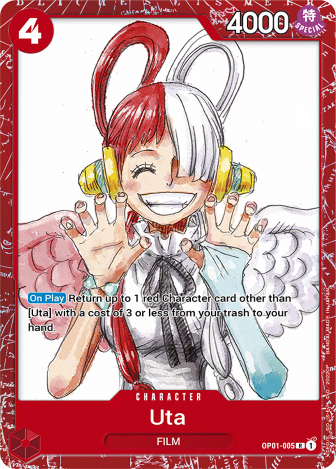 4
4000
特
SPECIAL
On Play Return up to 1 red Character card other than
[Uta] with a cost of 3 or less from your trash to your
hand.
CHARACTER
Uta
FILM
OP01-005 R 1